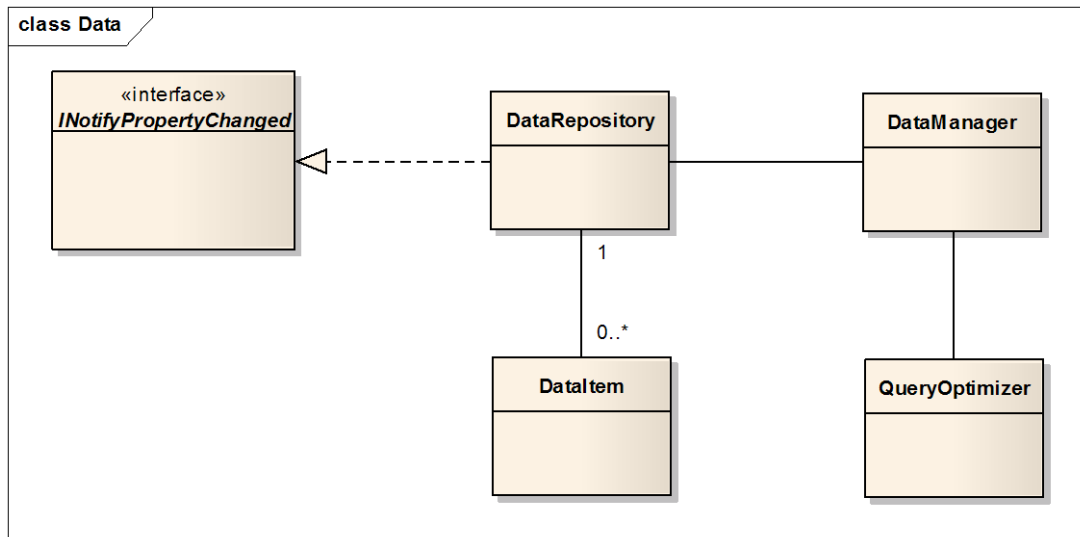 class Data
«interface»
INotifyPropertyChanged
DataRepository
DataManager
1
0..*
DataItem
QueryOptimizer